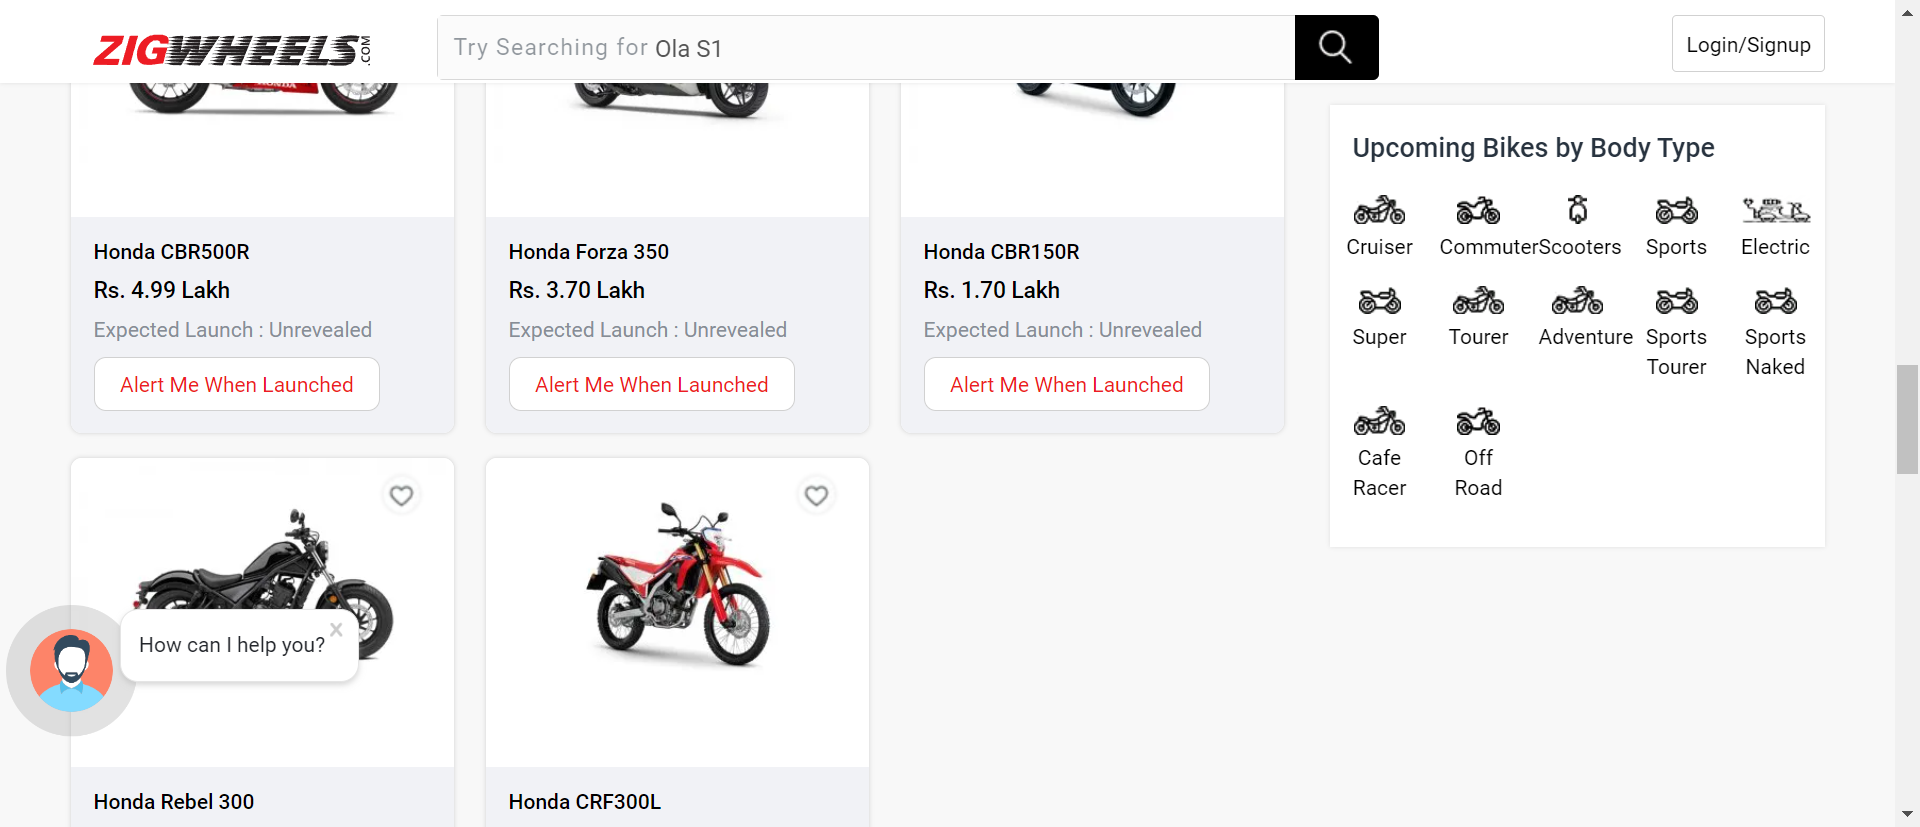 ZIGWHEELS.COM
Try Searching for Ola S1
Login/Signup
HONDA
Honda CBR500R
Rs. 4.99 Lakh
Expected Launch : Unrevealed
Alert Me When Launched
Honda Forza 350
Rs. 3.70 Lakh
Expected Launch : Unrevealed
Alert Me When Launched
Honda CBR150R
Rs. 1.70 Lakh
Expected Launch : Unrevealed
Alert Me When Launched
Upcoming Bikes by Body Type
Cruiser
Commuter
Scooters
Sports
Electric
Super
Tourer
Adventure
Sports
Tourer
Sports
Naked
Cafe
Racer
Off
Road
How can I help you?
Honda Rebel 300
Honda CRF300L